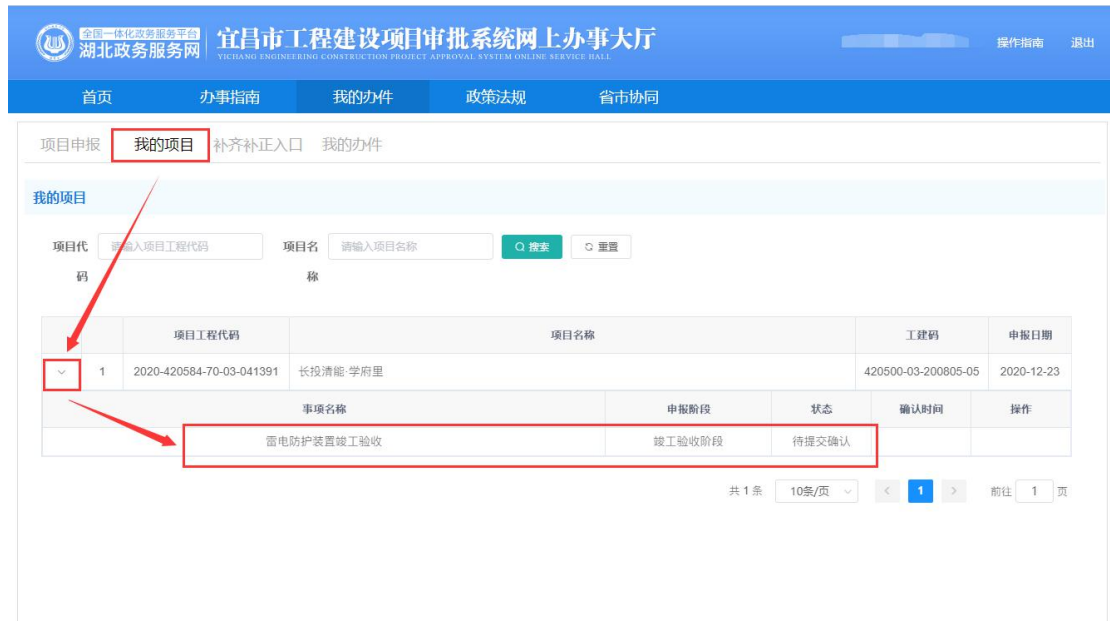 全国一体化政务服务平台
湖北政务服务网
宜昌市工程建设项目审批系统网上办事大厅
YICHANG ENGINEERING CONSTRUCTION PROJECT APPROVAL SYSTEM ONLINE SERVICE HALL
操作指南 退出
首页 办事指南 我的办件 政策法规 省市协同
项目申报 我的项目 补齐补正入口 我的办件
我的项目
项目代码 请输入项目工程代码 项目名称 请输入项目名称 搜索 重置
项目工程代码 项目名称 工建码 申报日期
1 2020-420584-70-03-041391 长投清能·学府里 420500-03-200805-05 2020-12-23
事项名称 申报阶段 状态 确认时间 操作
雷电防护装置竣工验收 竣工验收阶段 待提交确认
共 1 条 10条/页 < 1 > 前往 1 页